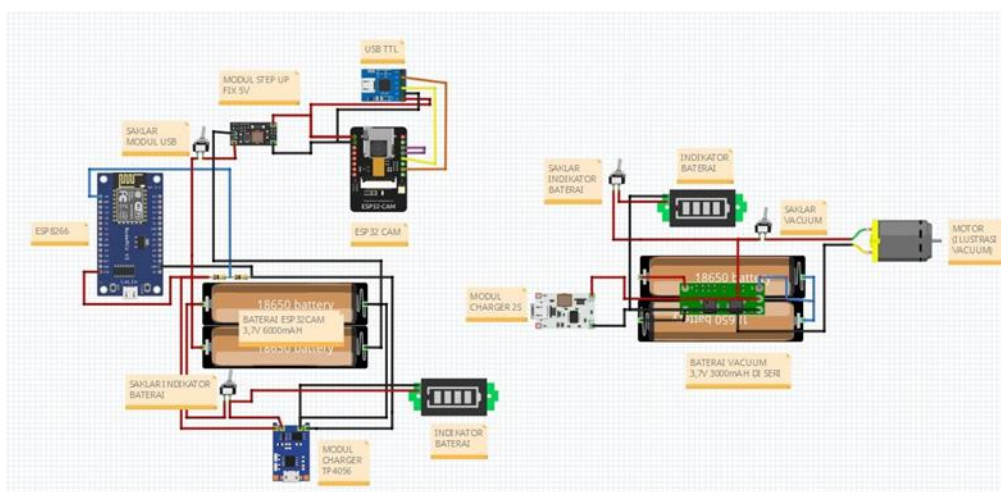 USB TTL
MODUL STEP UP
FIX 5V
SAKLAR
MODUL USB
ESP8266
ESP32-CAM
ESP32 CAM
18650 battery
BATERAI ESP32CAM
3,7V 6000mAH
18650 battery
SAKLAR INDIKATOR
BATERAI
MODUL
CHARGER
TP4056
INDIKATOR
BATERAI
SAKLAR
INDIKATOR
BATERAI
INDIKATOR
BATERAI
SAKLAR
VACUUM
MOTOR
(ILUSTRASI
VACUUM)
MODUL
CHARGER 2S
18650 battery
18650 battery
BATERAI VACUUM
3,7V 3000mAH DI SERI